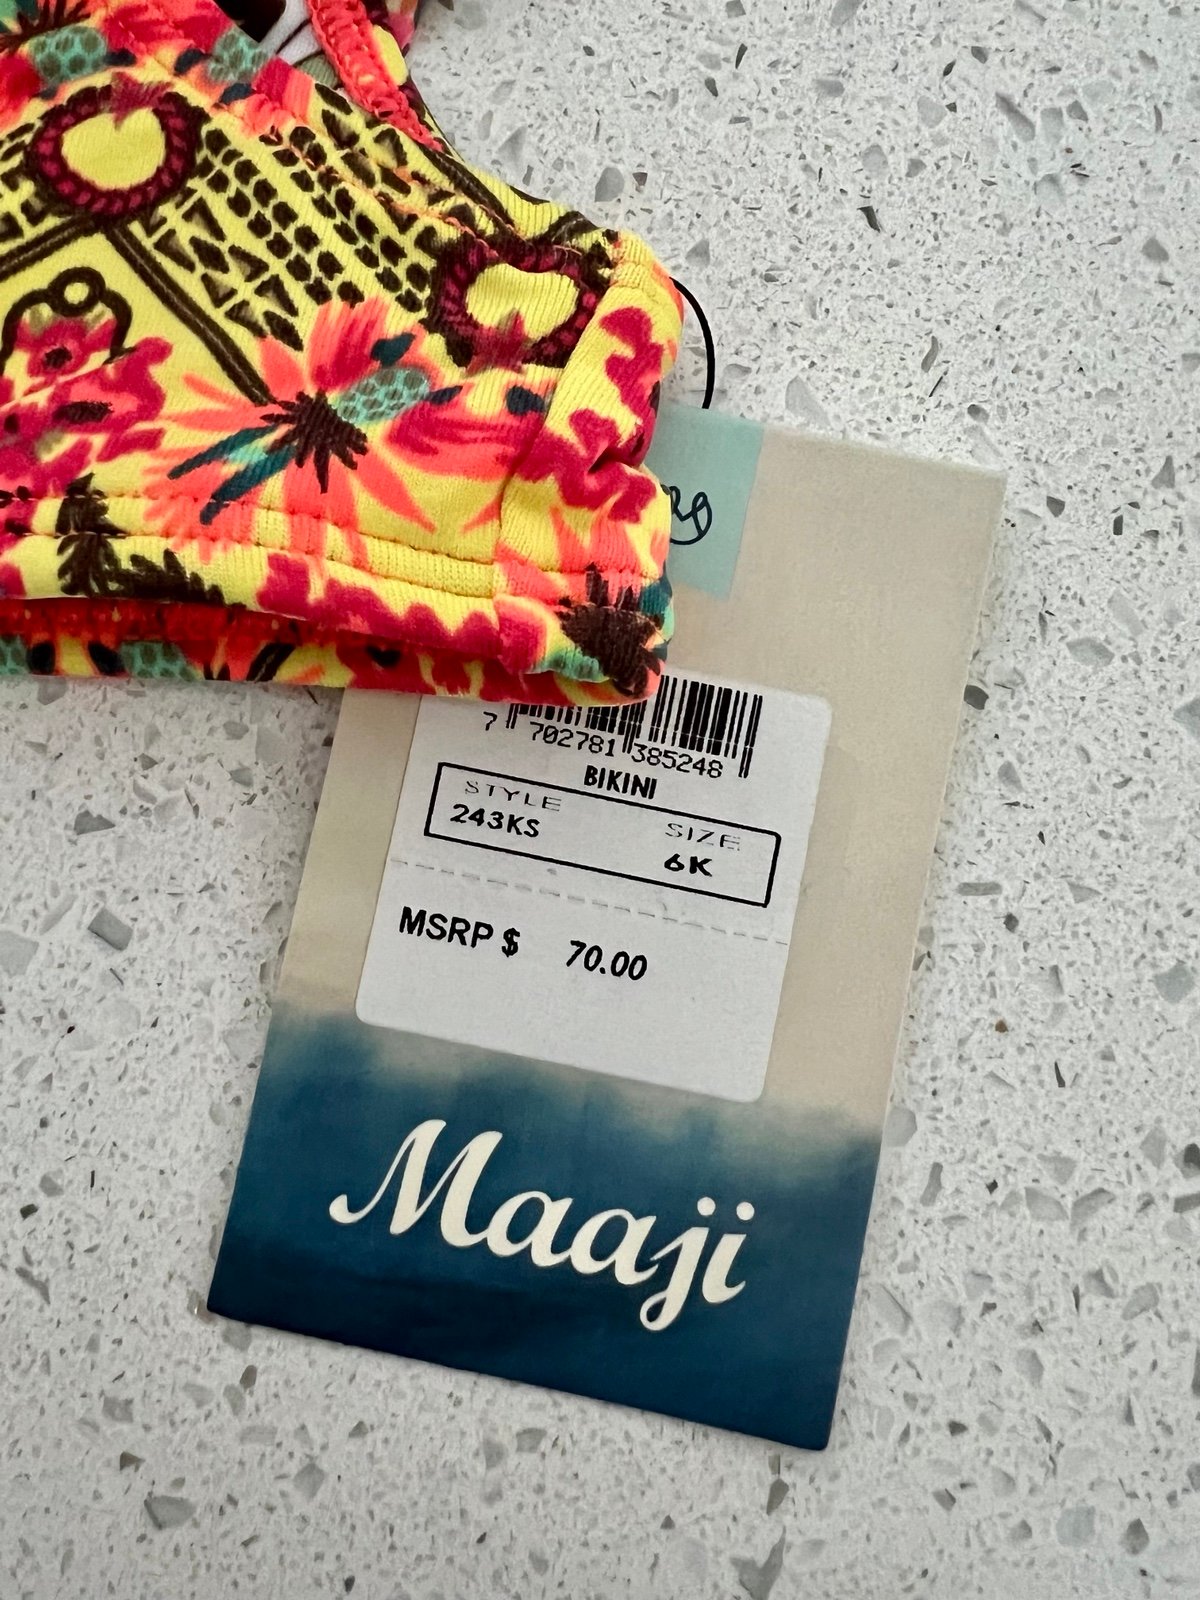 7 702781 385248
BIKINI
STYLE SIZE
243KS 6K
MSRP $ 70.00
Maaji